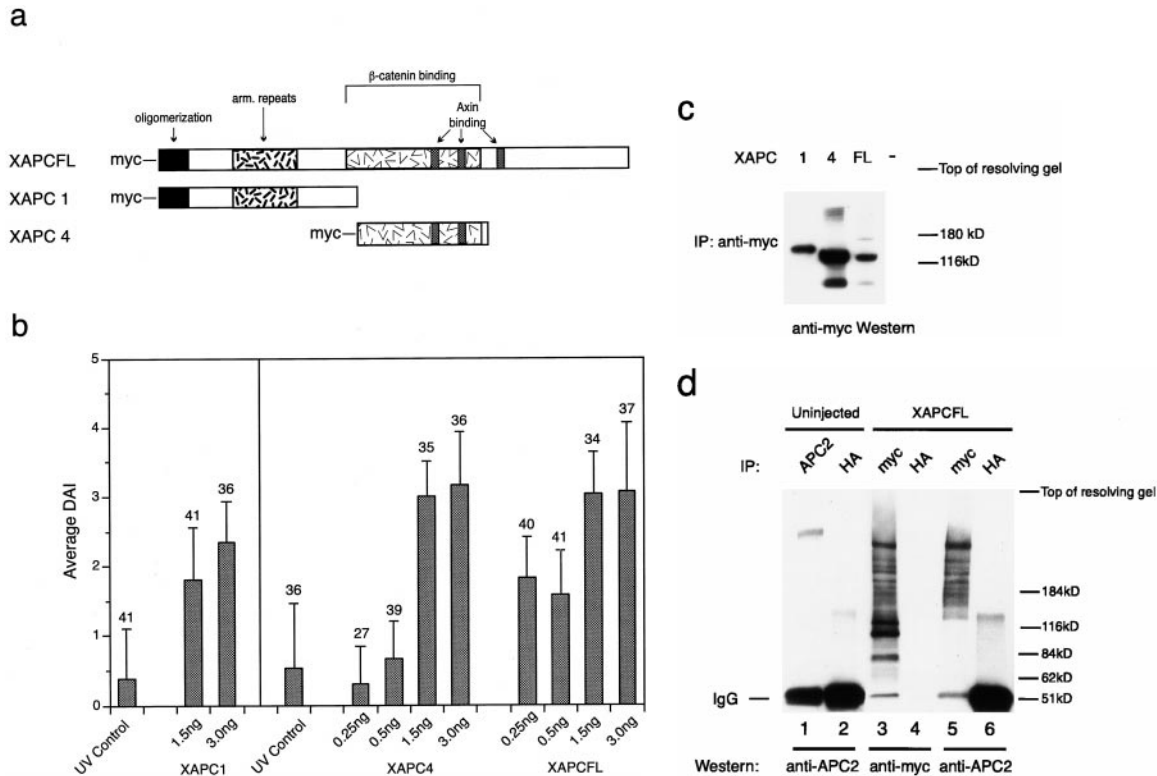 a
β-catenin binding
arm. repeats
Axin
binding
oligomerization
XAPCFL
myc
XAPC 1
myc
XAPC 4
myc
b
Average DAI
5
4
3
2
1
0
41
41
36
36
27
39
35
36
40
41
34
37
UV Control
1.5ng
3.0ng
UV Control
0.25ng
0.5ng
1.5ng
3.0ng
0.25ng
0.5ng
1.5ng
3.0ng
XAPC1
XAPC4
XAPCFL
c
XAPC 1 4 FL -
Top of resolving gel
IP: anti-myc
180 kD
116kD
anti-myc Western
d
Uninjected XAPCFL
IP: APC2 HA myc HA myc HA
Top of resolving gel
184kD
116kD
84kD
62kD
IgG
51kD
1 2 3 4 5 6
Western: anti-APC2 anti-myc anti-APC2